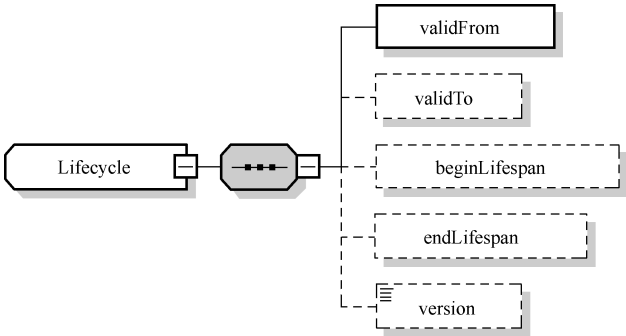 validFrom
validTo
Lifecycle
beginLifespan
endLifespan
version